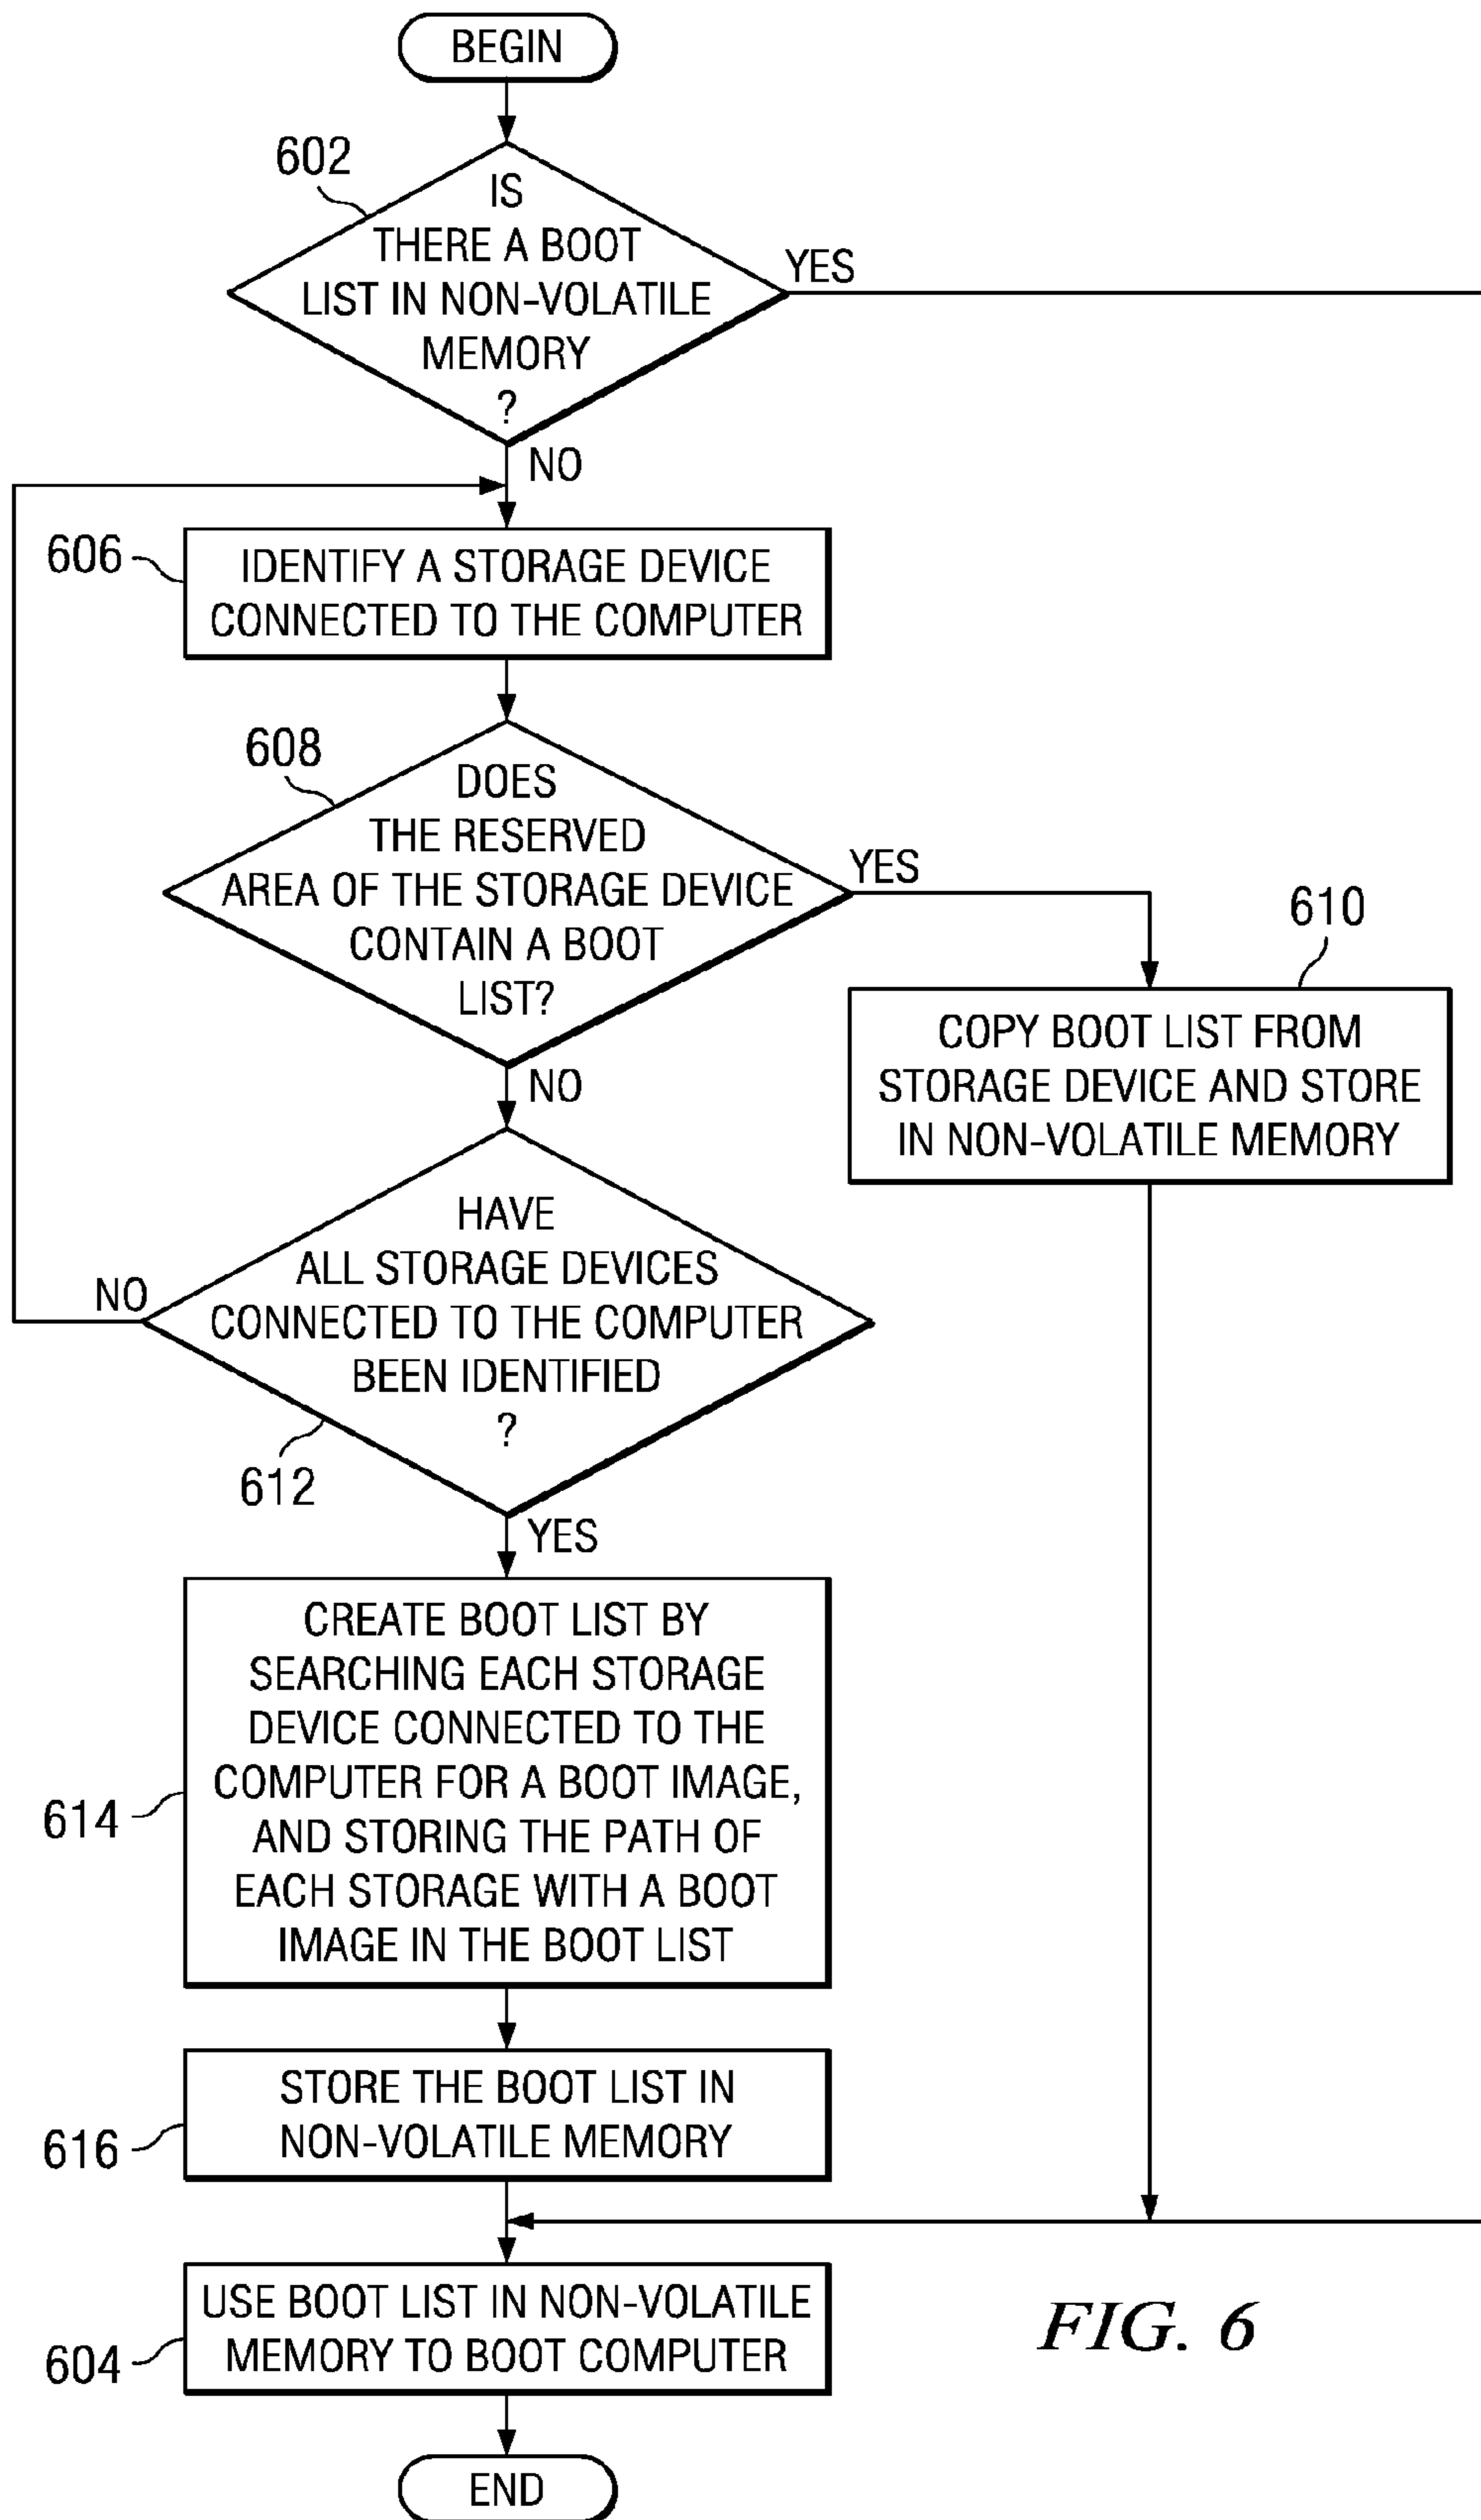 BEGIN
602
IS
THERE A BOOT
LIST IN NON-VOLATILE
MEMORY
?
YES
NO
606
IDENTIFY A STORAGE DEVICE
CONNECTED TO THE COMPUTER
608
DOES
THE RESERVED
AREA OF THE STORAGE DEVICE
CONTAIN A BOOT
LIST?
YES
NO
610
COPY BOOT LIST FROM
STORAGE DEVICE AND STORE
IN NON-VOLATILE MEMORY
HAVE
ALL STORAGE DEVICES
CONNECTED TO THE COMPUTER
BEEN IDENTIFIED
?
NO
612
YES
614
CREATE BOOT LIST BY
SEARCHING EACH STORAGE
DEVICE CONNECTED TO THE
COMPUTER FOR A BOOT IMAGE,
AND STORING THE PATH OF
EACH STORAGE WITH A BOOT
IMAGE IN THE BOOT LIST
616
STORE THE BOOT LIST IN
NON-VOLATILE MEMORY
604
USE BOOT LIST IN NON-VOLATILE
MEMORY TO BOOT COMPUTER
FIG. 6
END